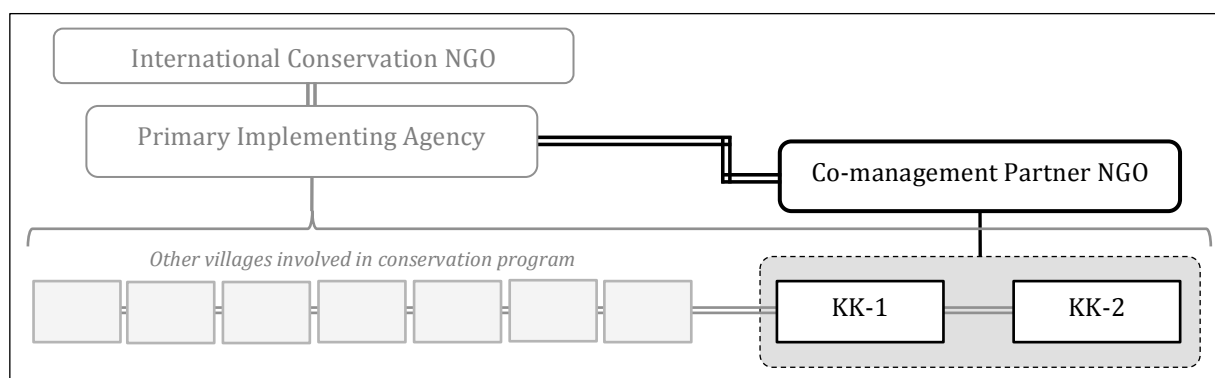 International Conservation NGO
Primary Implementing Agency
Co-management Partner NGO
Other villages involved in conservation program
KK-1
KK-2